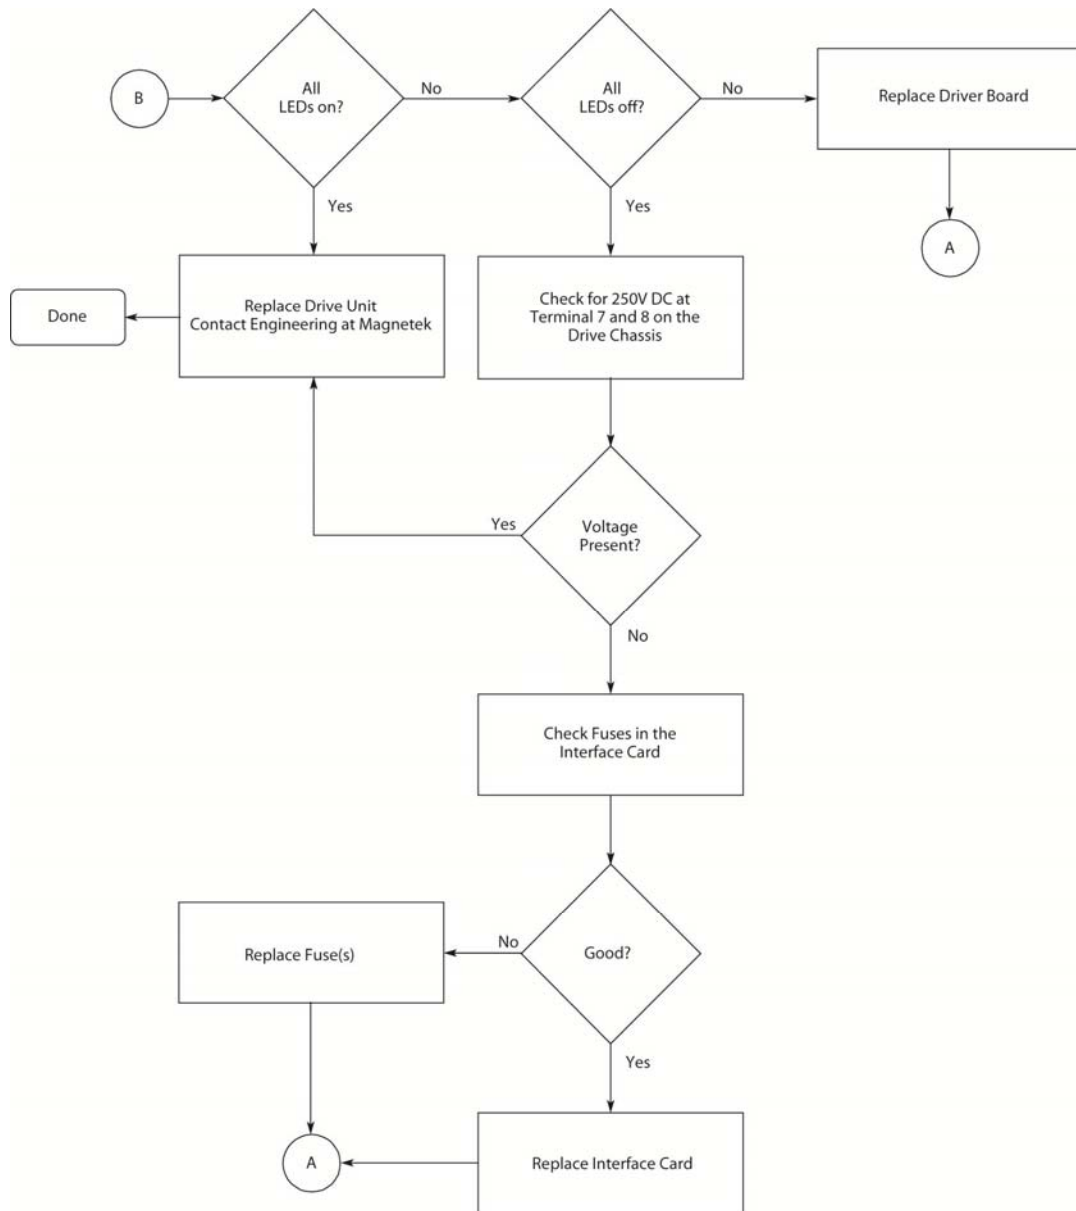 B
All
LEDs on?
No
All
LEDs off?
No
Replace Driver Board
Yes
Yes
A
Done
Replace Drive Unit
Contact Engineering at Magnetek
Check for 250V DC at
Terminal 7 and 8 on the
Drive Chassis
Yes
Voltage
Present?
No
Check Fuses in the
Interface Card
Replace Fuse(s)
No
Good?
Yes
A
Replace Interface Card